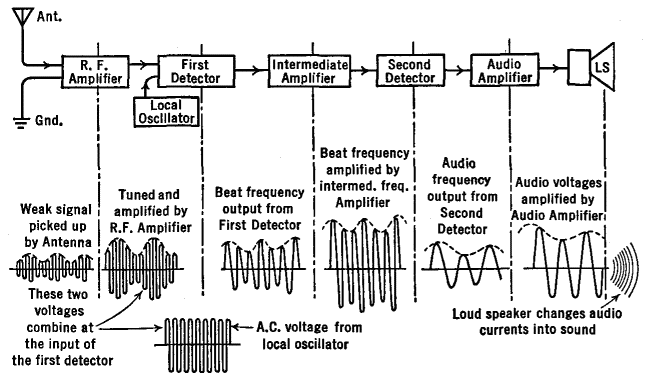 Ant.
R. F.
Amplifier
First
Detector
Intermediate
Amplifier
Second
Detector
Audio
Amplifier
LS
Local
Oscillator
Gnd.
Weak signal
picked up
by Antenna
Tuned and
amplified by
R.F. Amplifier
Beat frequency
output from
First Detector
Beat frequency
amplified by
intermed. freq.
Amplifier
Audio
frequency
output from
Second
Detector
Audio voltages
amplified by
Audio Amplifier
These two
voltages
combine at
the input of
the first detector
A.C. voltage from
local oscillator
Loud speaker changes audio
currents into sound